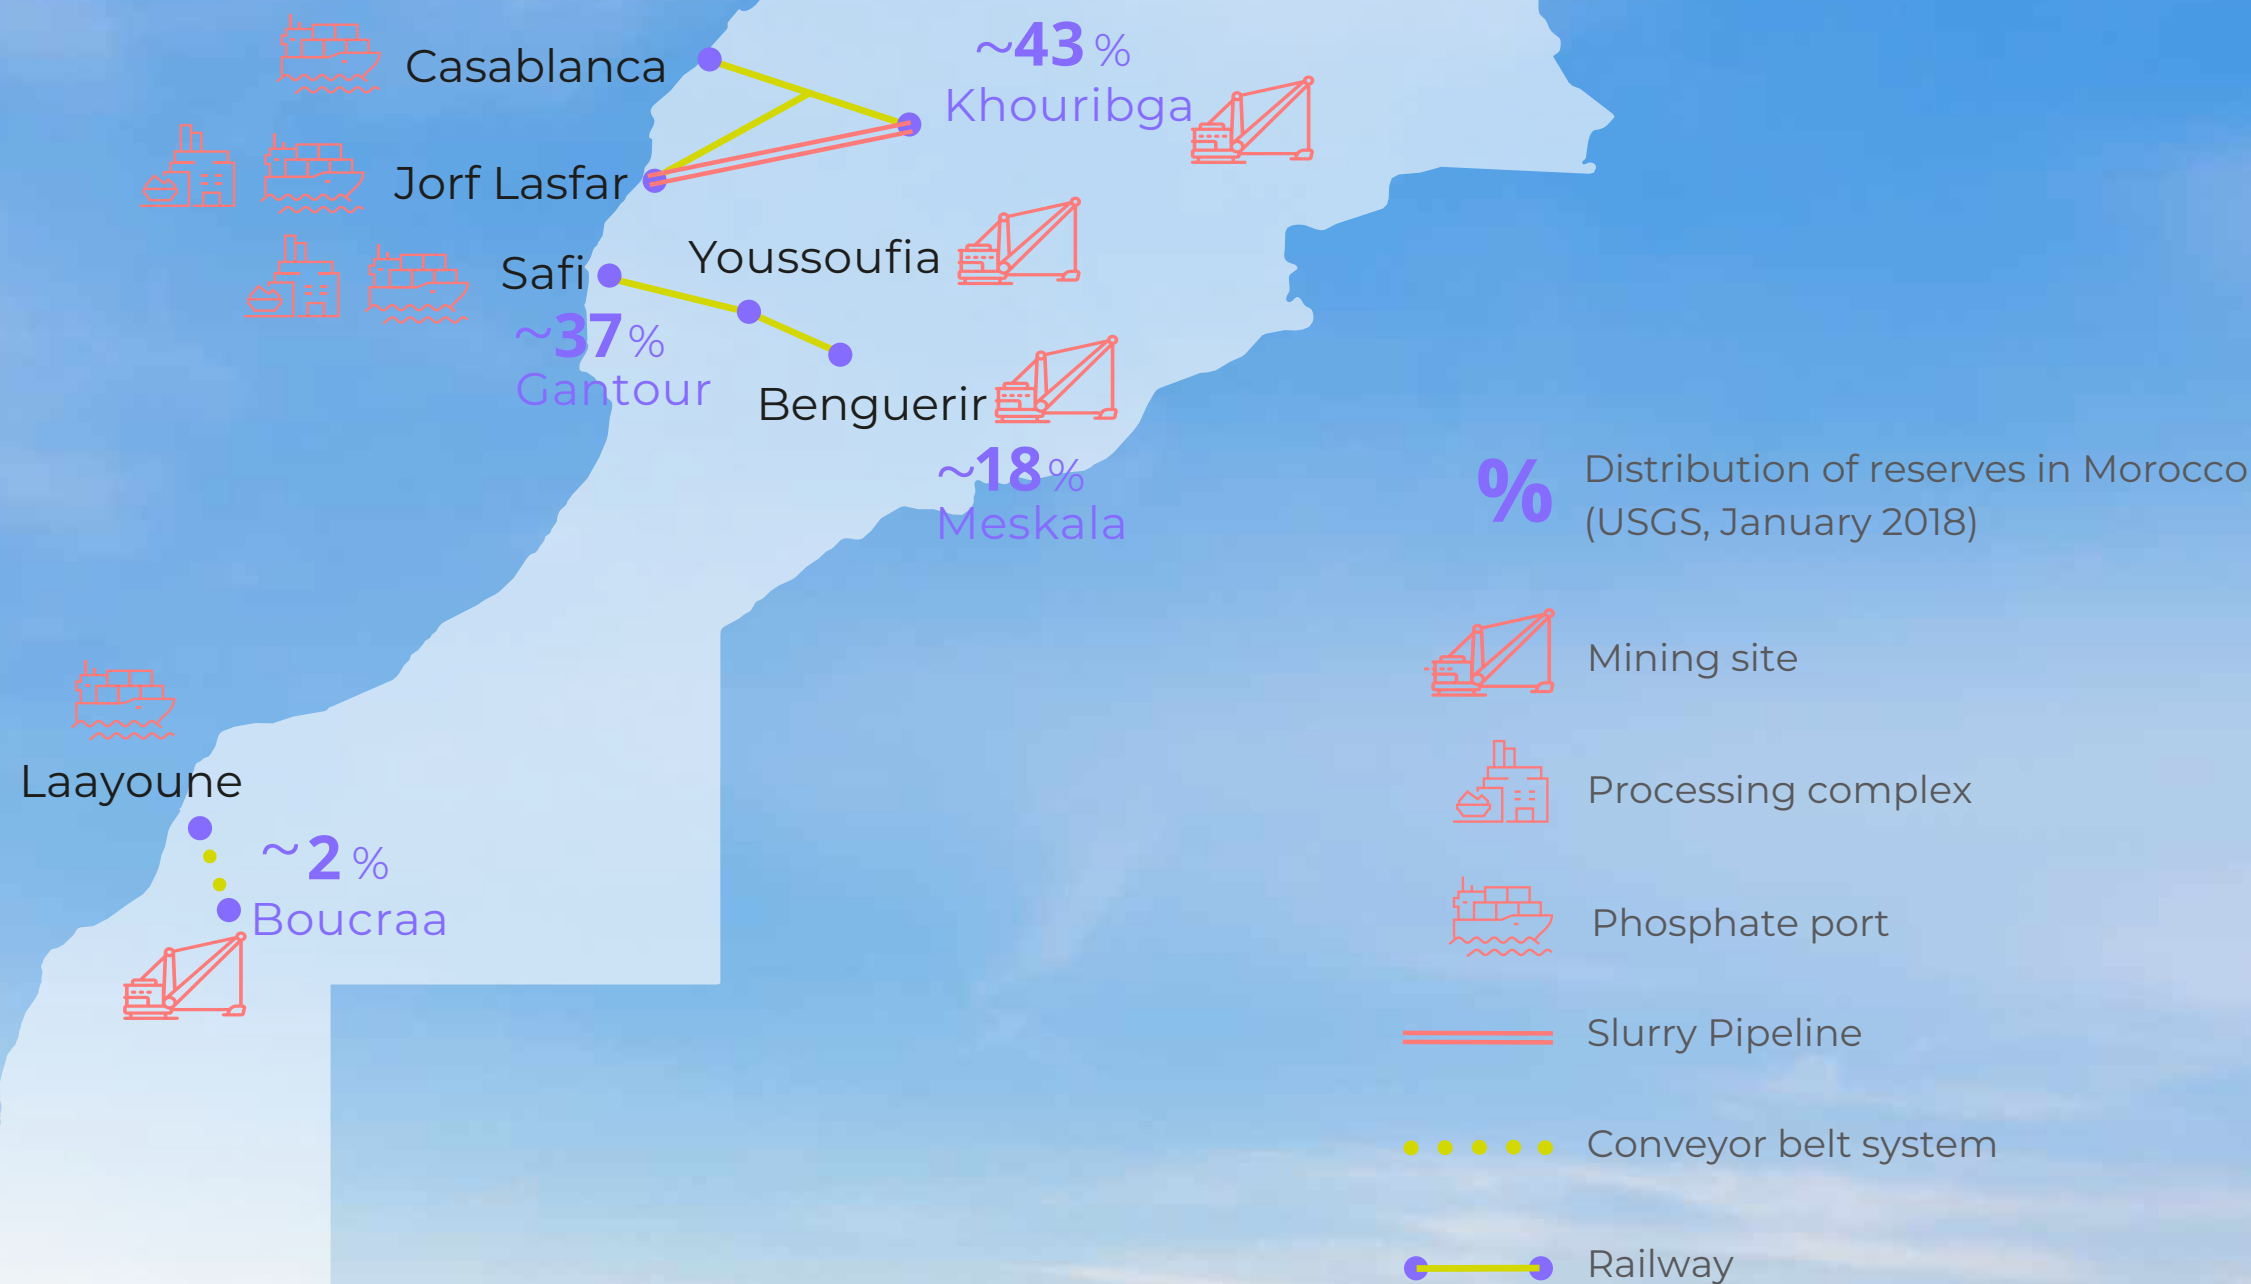 Casablanca
~43 %
Khouribga
Jorf Lasfar
Youssoufia
Safi
~37 %
Gantour
Benguerir
~18 %
Meskala
Laayoune
~2 %
Boucraa
% Distribution of reserves in Morocco
(USGS, January 2018)
Mining site
Processing complex
Phosphate port
Slurry Pipeline
Conveyor belt system
Railway